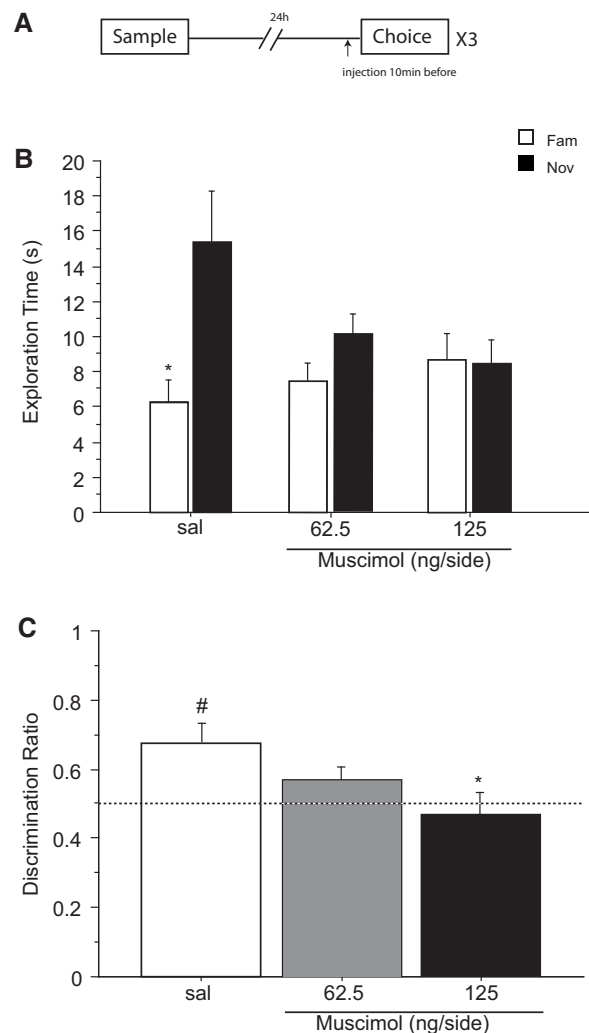 A
Sample
24h
Choice
X3
injection 10min before
B
Fam
Nov
20
18
16
14
12
10
8
6
4
2
0
Exploration Time (s)
*
sal
62.5
125
Muscimol (ng/side)
C
1
0.8
0.6
0.4
0.2
0
Discrimination Ratio
#
*
sal
62.5
125
Muscimol (ng/side)